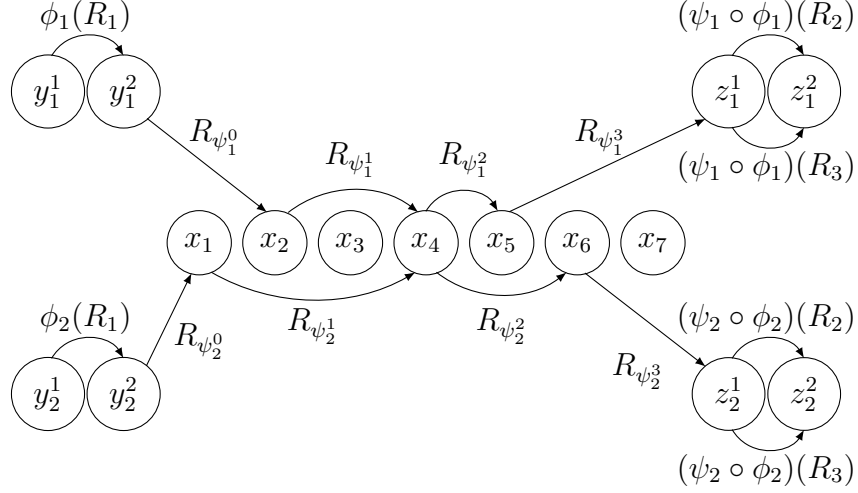 ϕ₁(R₁)
(ψ₁ ∘ ϕ₁)(R₂)
y₁¹ y₁² z₁¹ z₁²
R_{ψ₁⁰} R_{ψ₁¹} R_{ψ₁²} R_{ψ₁³}
(ψ₁ ∘ ϕ₁)(R₃)
x₁ x₂ x₃ x₄ x₅ x₆ x₇
ϕ₂(R₁) R_{ψ₂⁰} R_{ψ₂¹} R_{ψ₂²} (ψ₂ ∘ ϕ₂)(R₂)
R_{ψ₂³}
y₂¹ y₂² z₂¹ z₂²
(ψ₂ ∘ ϕ₂)(R₃)